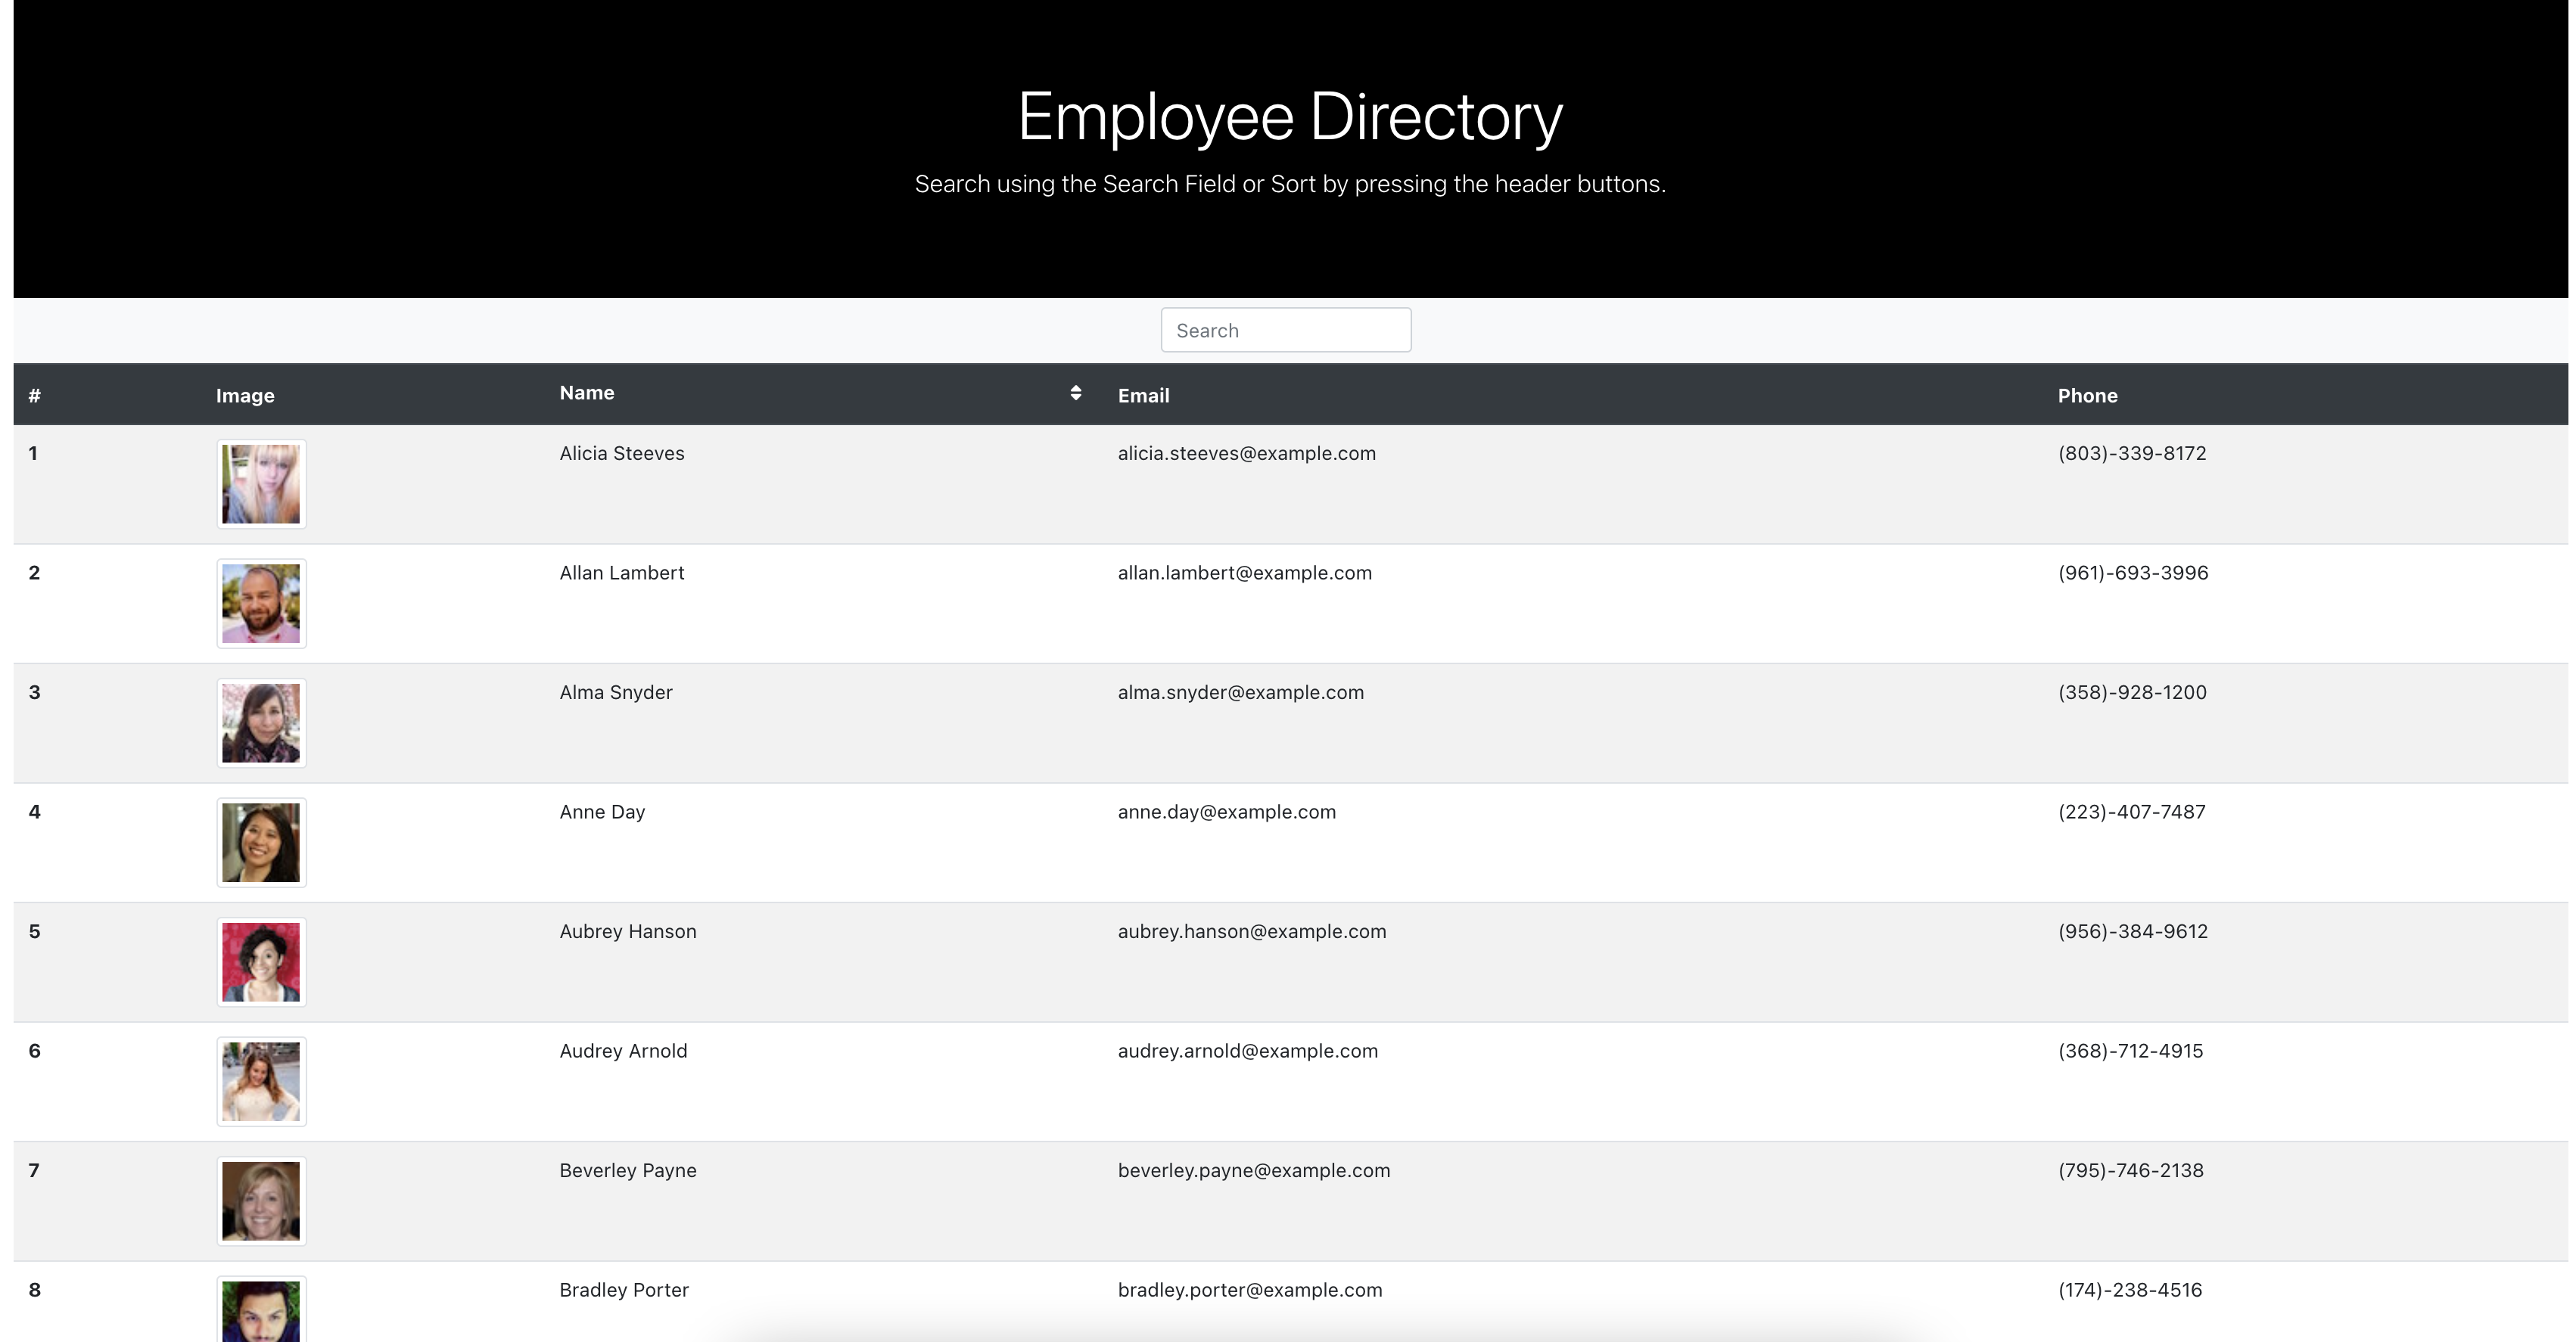 Employee Directory
Search using the Search Field or Sort by pressing the header buttons.
Search
# Image Name Email Phone
1 Alicia Steeves alicia.steeves@example.com (803)-339-8172
2 Allan Lambert allan.lambert@example.com (961)-693-3996
3 Alma Snyder alma.snyder@example.com (358)-928-1200
4 Anne Day anne.day@example.com (223)-407-7487
5 Aubrey Hanson aubrey.hanson@example.com (956)-384-9612
6 Audrey Arnold audrey.arnold@example.com (368)-712-4915
7 Beverley Payne beverley.payne@example.com (795)-746-2138
8 Bradley Porter bradley.porter@example.com (174)-238-4516